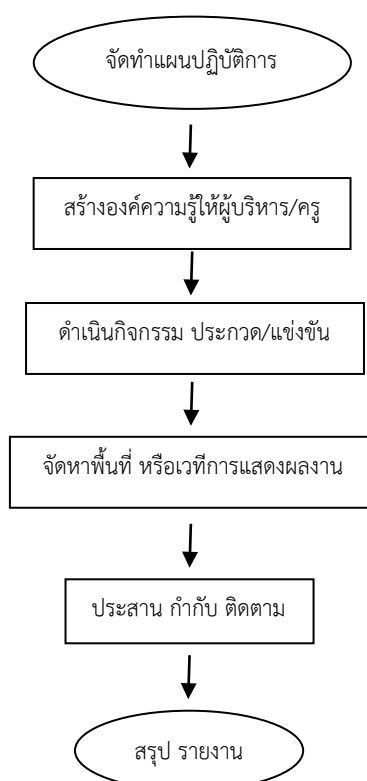 จัดทำแผนปฏิบัติการ
สร้างองค์ความรู้ให้ผู้บริหาร/ครู
ดำเนินกิจกรรม ประกวด/แข่งขัน
จัดหาพื้นที่ หรือเวทีการแสดงผลงาน
ประสาน กำกับ ติดตาม
สรุป รายงาน